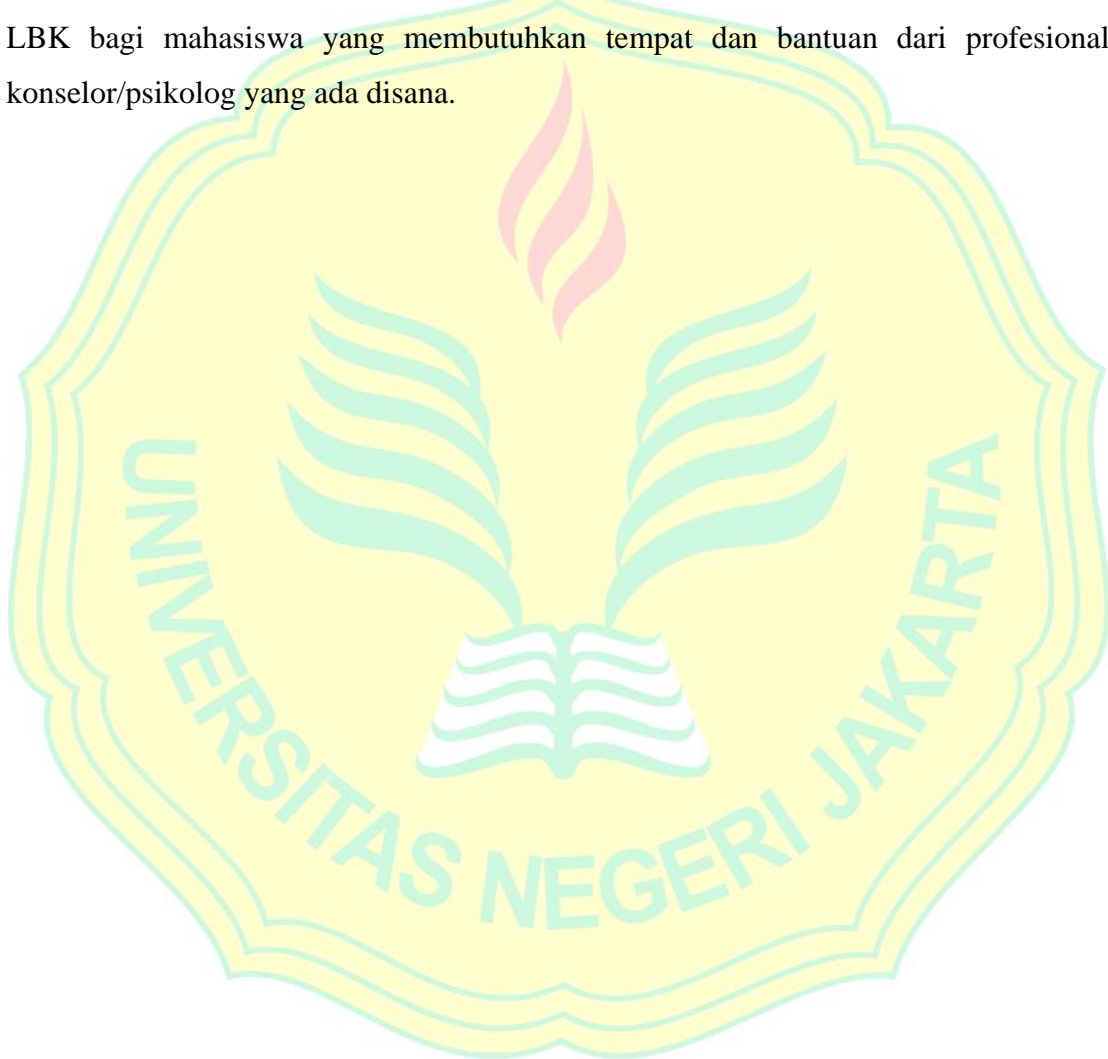 LBK bagi mahasiswa yang membutuhkan tempat dan bantuan dari profesional
konselor/psikolog yang ada disana.
UNIVERSITAS NEGERI JAKARTA